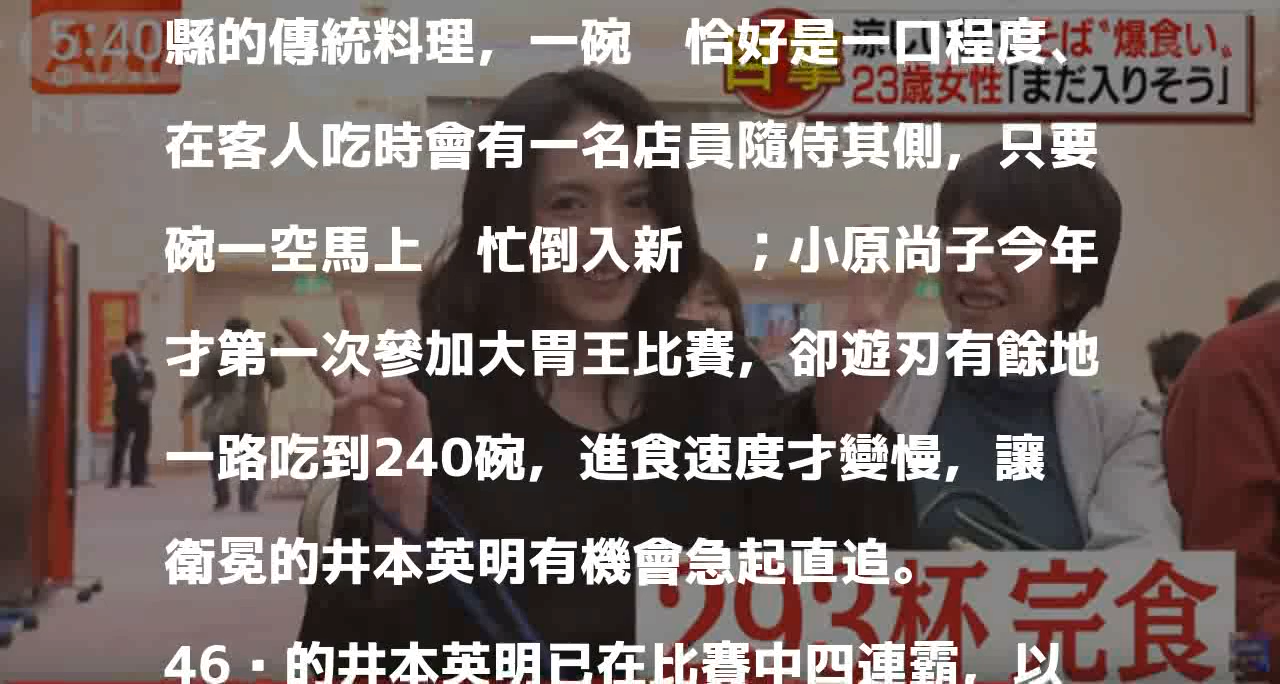 縣的傳統料理，一碗　恰好是一口程度、
在客人吃時會有一名店員隨侍其側，只要
碗一空馬上　忙倒入新　；小原尚子今年
才第一次參加大胃王比賽，卻遊刃有餘地
一路吃到240碗，進食速度才變慢，讓
衛冕的井本英明有機會急起直追。
46・的井本英明已在比賽中四連霸，以
5:40
そば“爆食い”
23歳女性「まだ入りそう」
293杯 完食